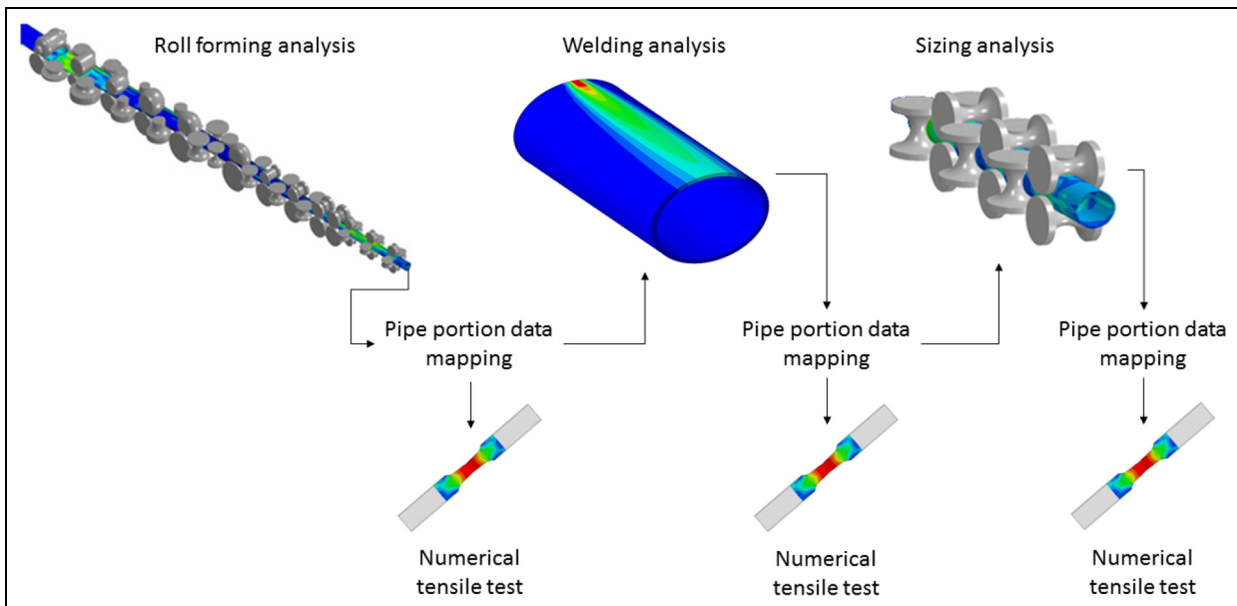 Roll forming analysis
Welding analysis
Sizing analysis
Pipe portion data
mapping
Pipe portion data
mapping
Pipe portion data
mapping
Numerical
tensile test
Numerical
tensile test
Numerical
tensile test